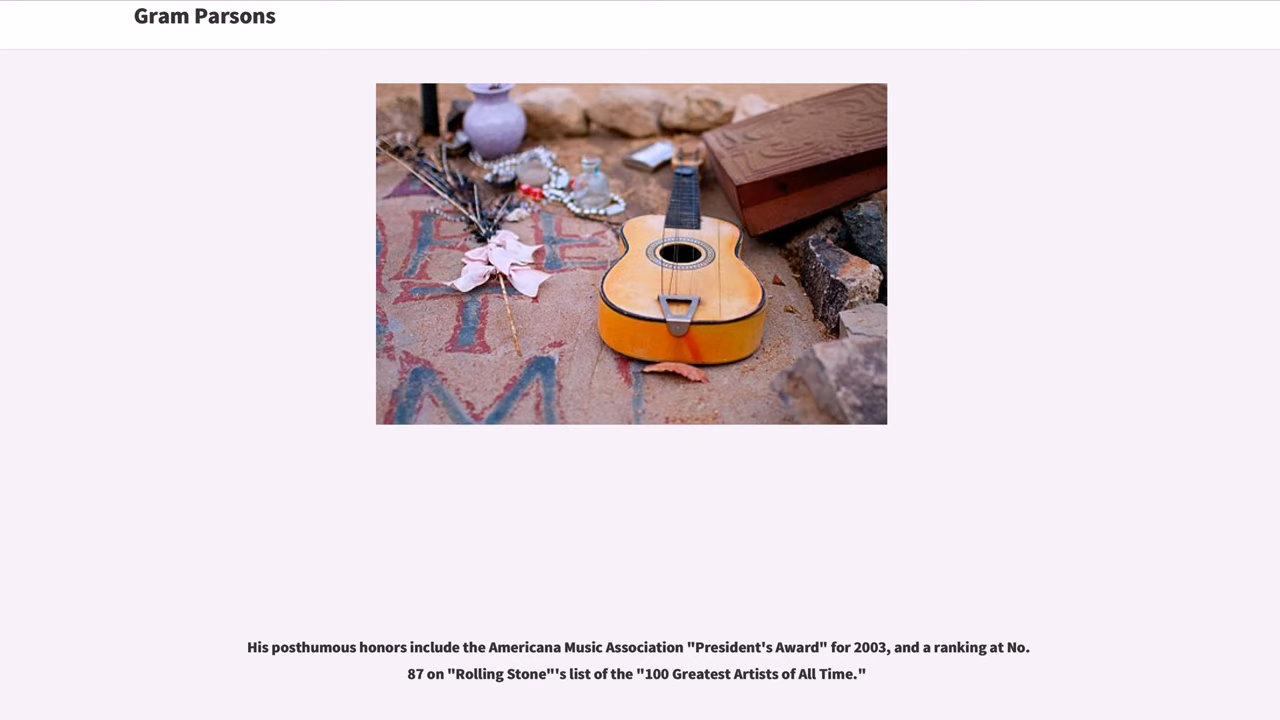 Gram Parsons
FE
T
M
His posthumous honors include the Americana Music Association "President's Award" for 2003, and a ranking at No.
87 on "Rolling Stone"'s list of the "100 Greatest Artists of All Time."